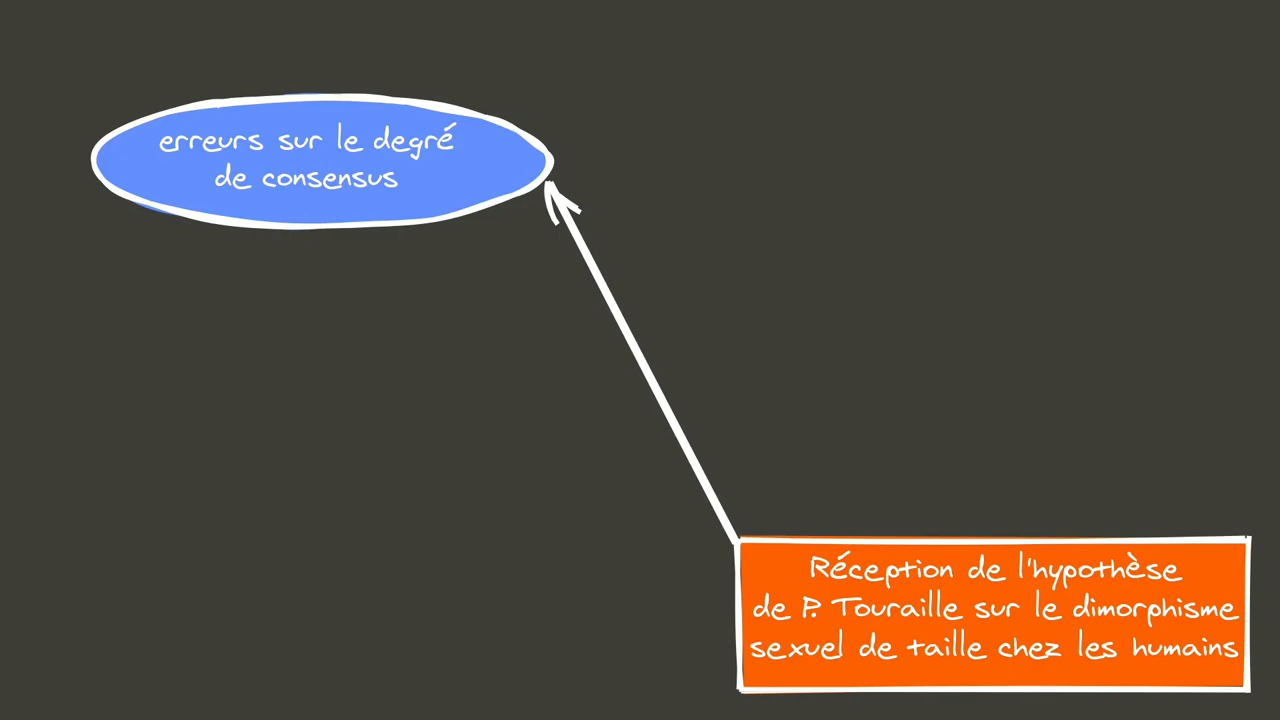 erreurs sur le degré
de consensus
Réception de l'hypothèse
de P. Touraille sur le dimorphisme
sexuel de taille chez les humains